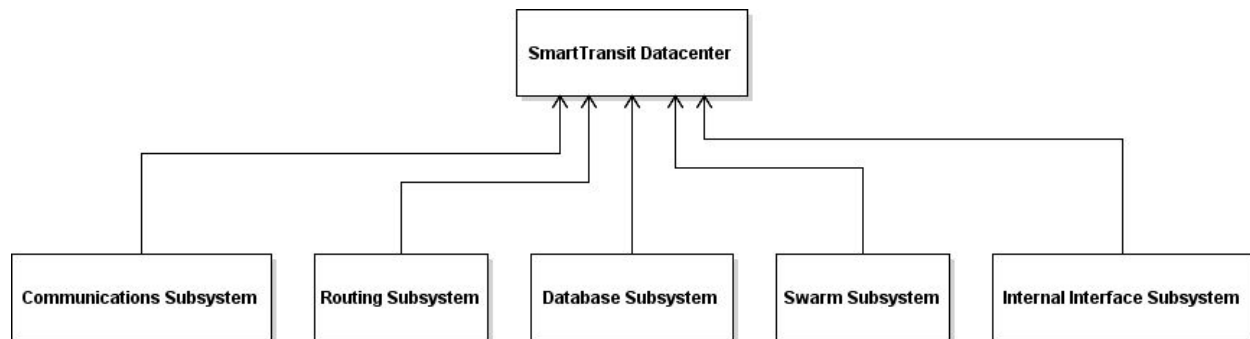 SmartTransit Datacenter
Communications Subsystem
Routing Subsystem
Database Subsystem
Swarm Subsystem
Internal Interface Subsystem